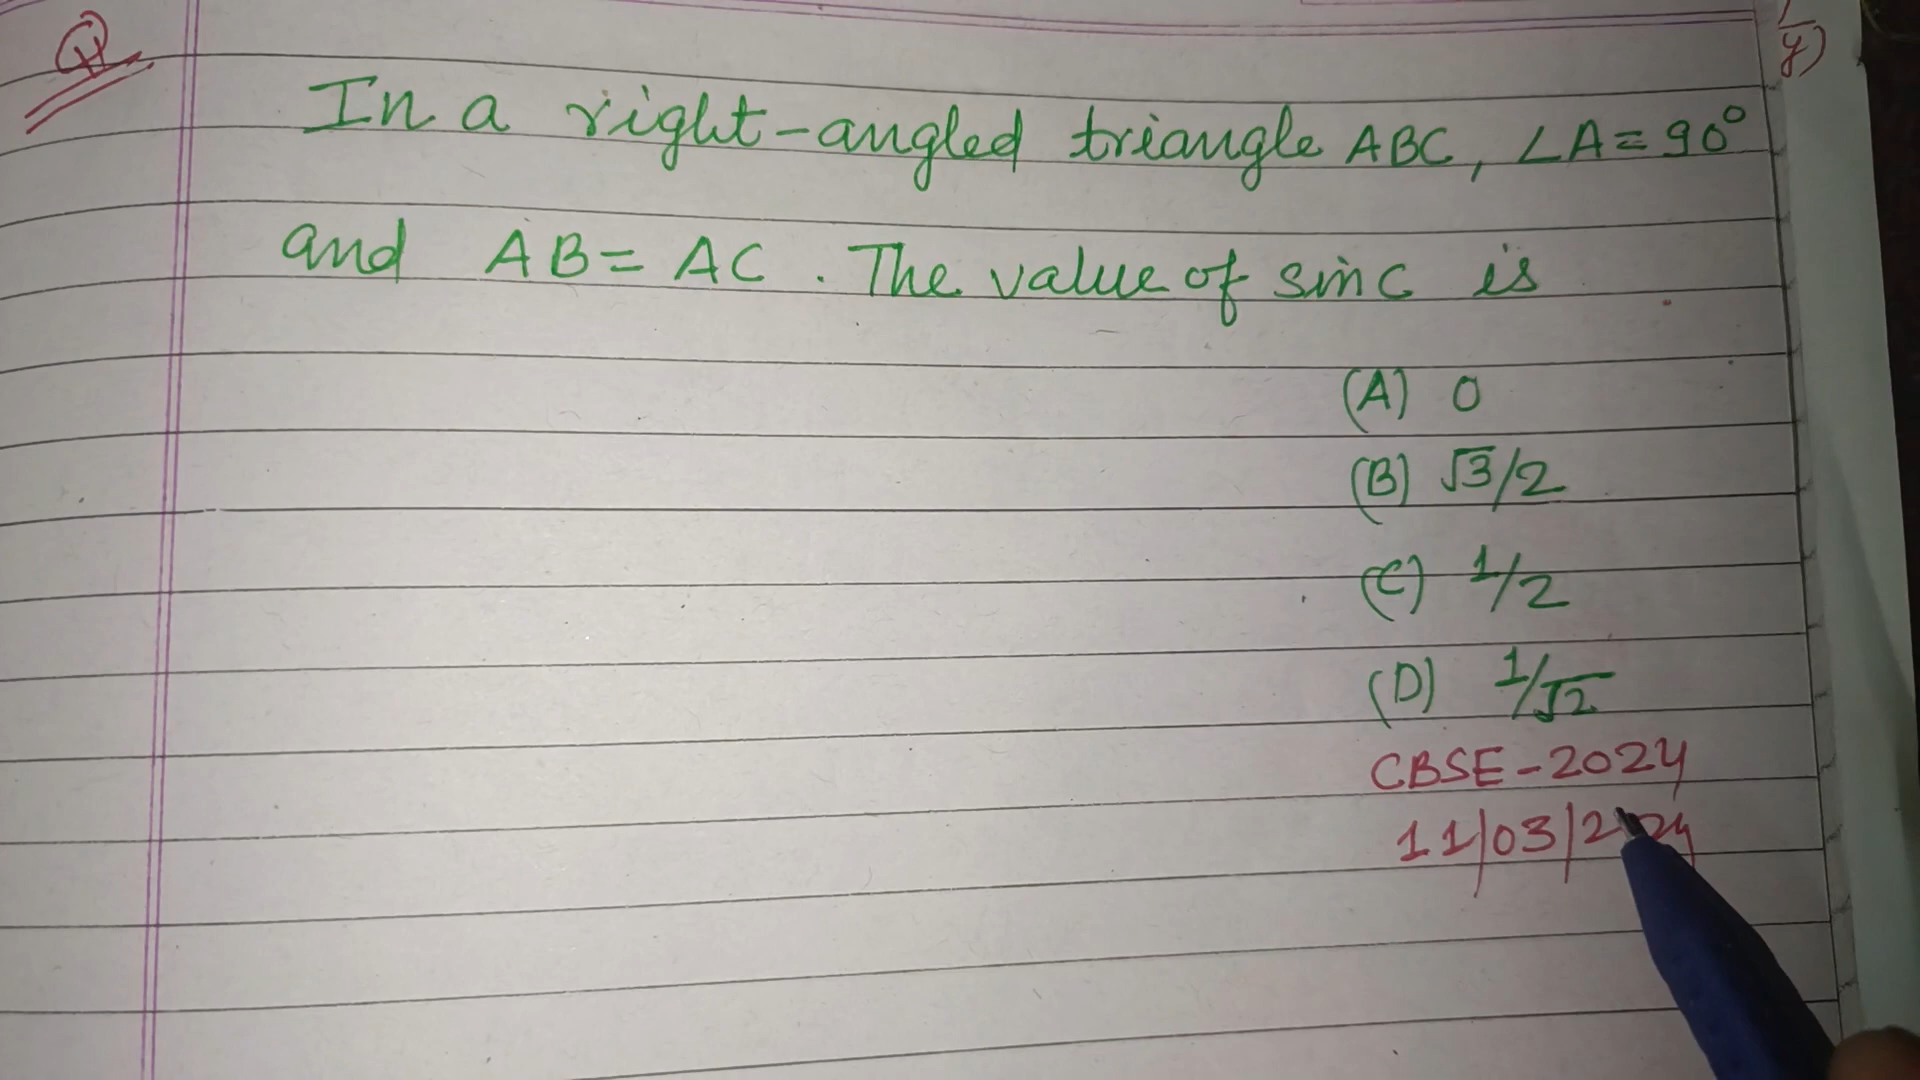 Q
In a right-angled triangle ABC, ∠A=90°
and AB=AC. The value of sinC is
(A) 0
(B) √3/2
(C) 1/2
(D) 1/√2
CBSE-2024
11/03/2024